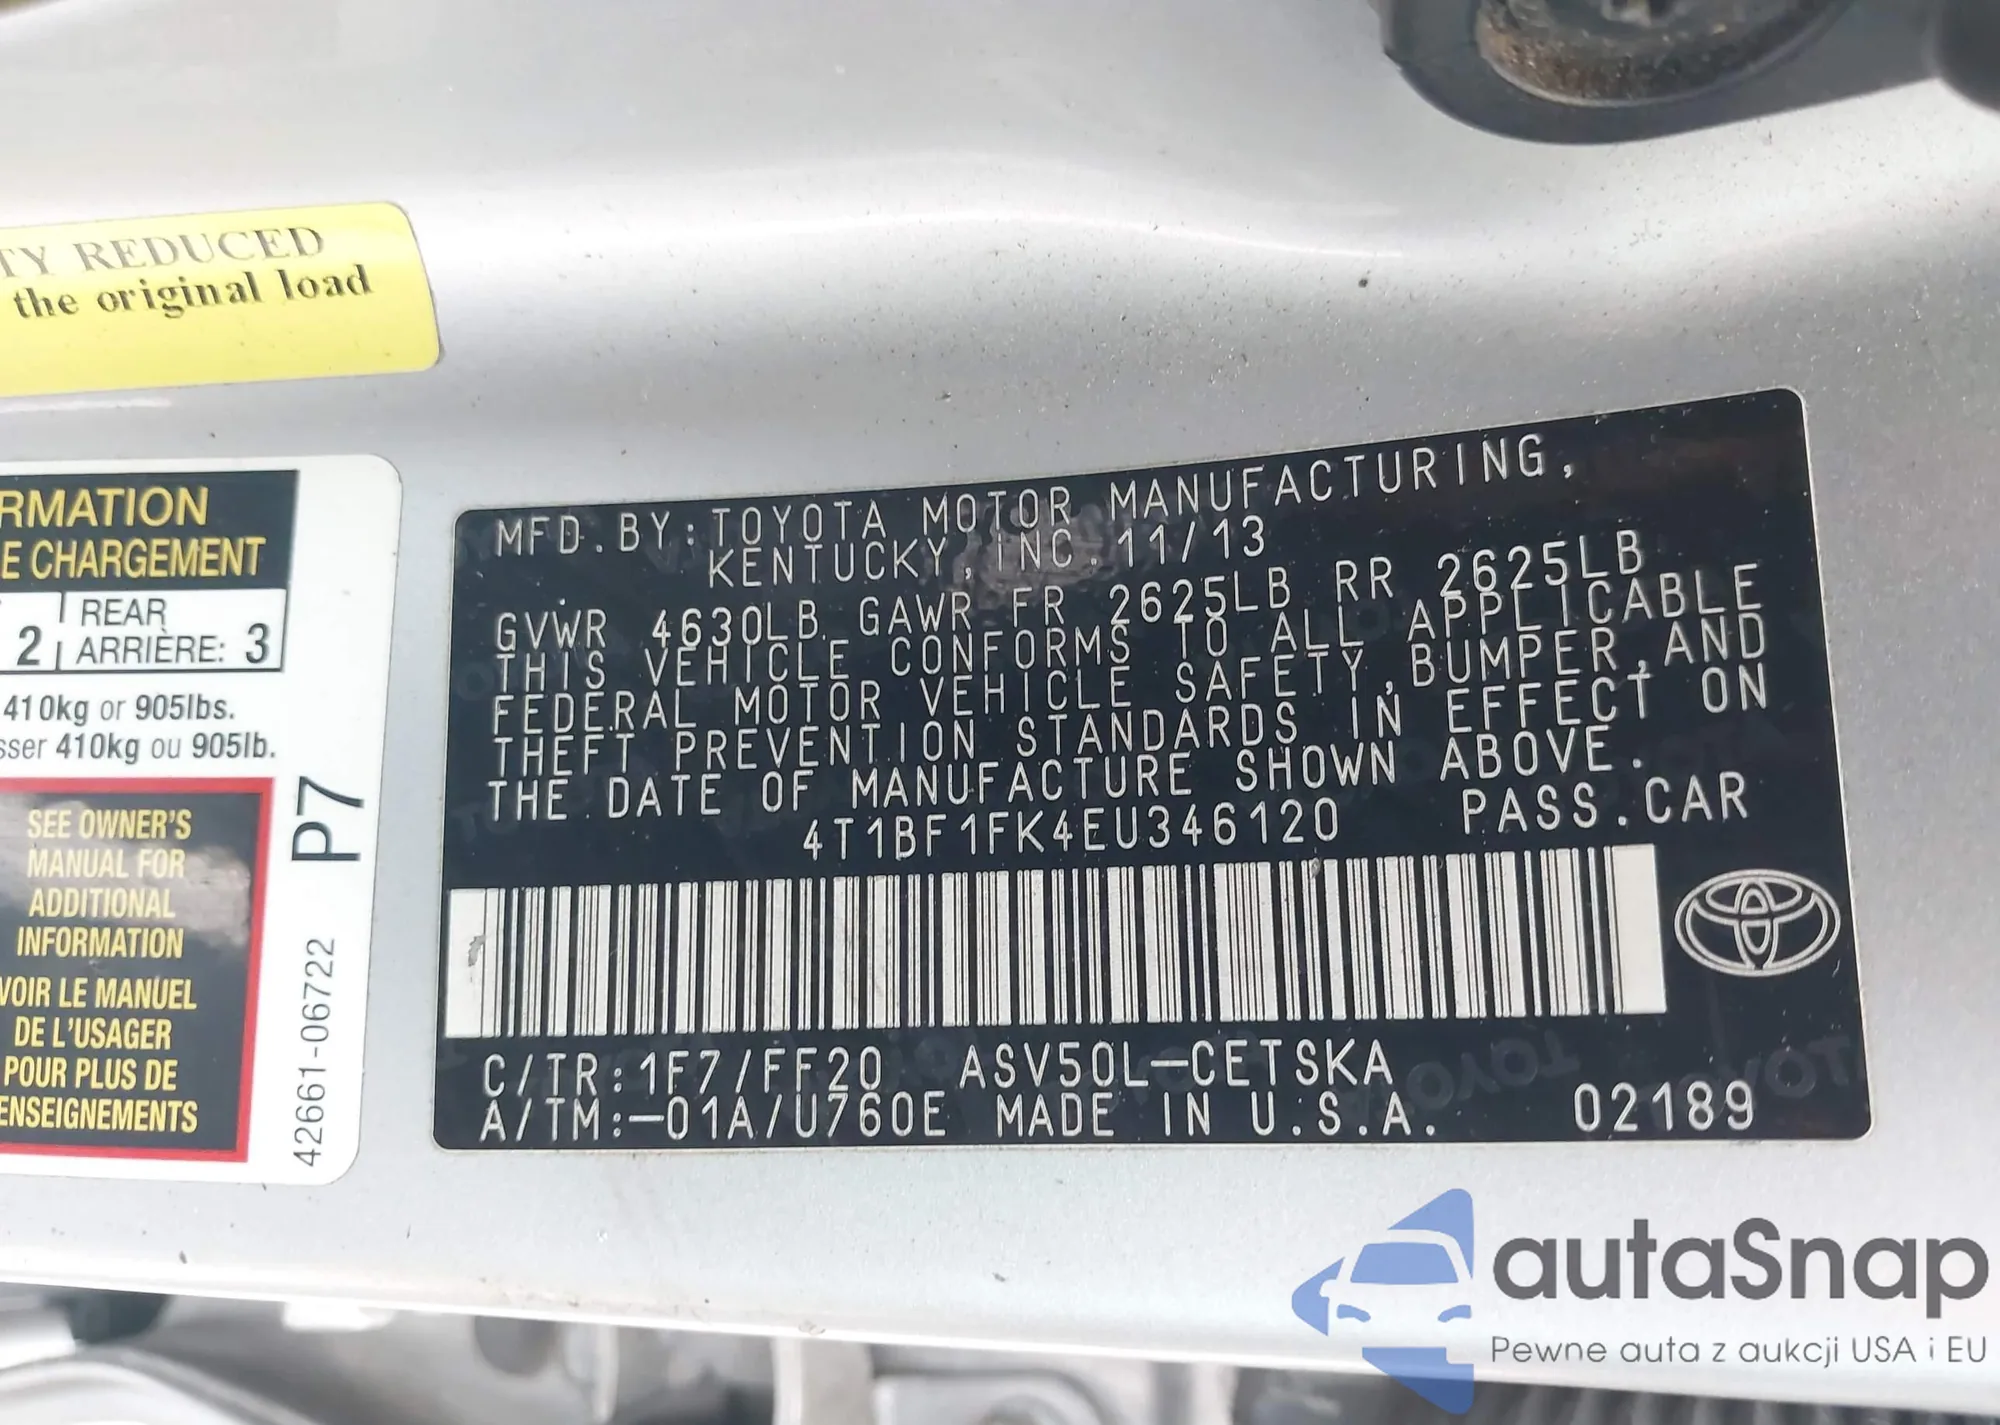 TY REDUCED
the original load
RMATION
E CHARGEMENT
2
REAR
ARRIÈRE: 3
410kg or 905lbs.
sser 410kg ou 905lb.
SEE OWNER'S
MANUAL FOR
ADDITIONAL
INFORMATION
VOIR LE MANUEL
DE L'USAGER
POUR PLUS DE
ENSEIGNEMENTS
P7
42661-06722
MFD. BY: TOYOTA MOTOR MANUFACTURING,
KENTUCKY, INC. 11/13
GVWR 4630LB. GAWR FR 2625LB RR 2625LB
THIS VEHICLE CONFORMS TO ALL APPLICABLE
FEDERAL MOTOR VEHICLE SAFETY, BUMPER, AND
THEFT PREVENTION STANDARDS IN EFFECT ON
THE DATE OF MANUFACTURE SHOWN ABOVE.
4T1BF1FK4EU346120 PASS. CAR
C/TR: 1F7/FF20 ASV50L-CETSKA
A/TM: -01A/U760E MADE IN U.S.A. 02189
autaSnap
Pewne auta z aukcji USA i EU